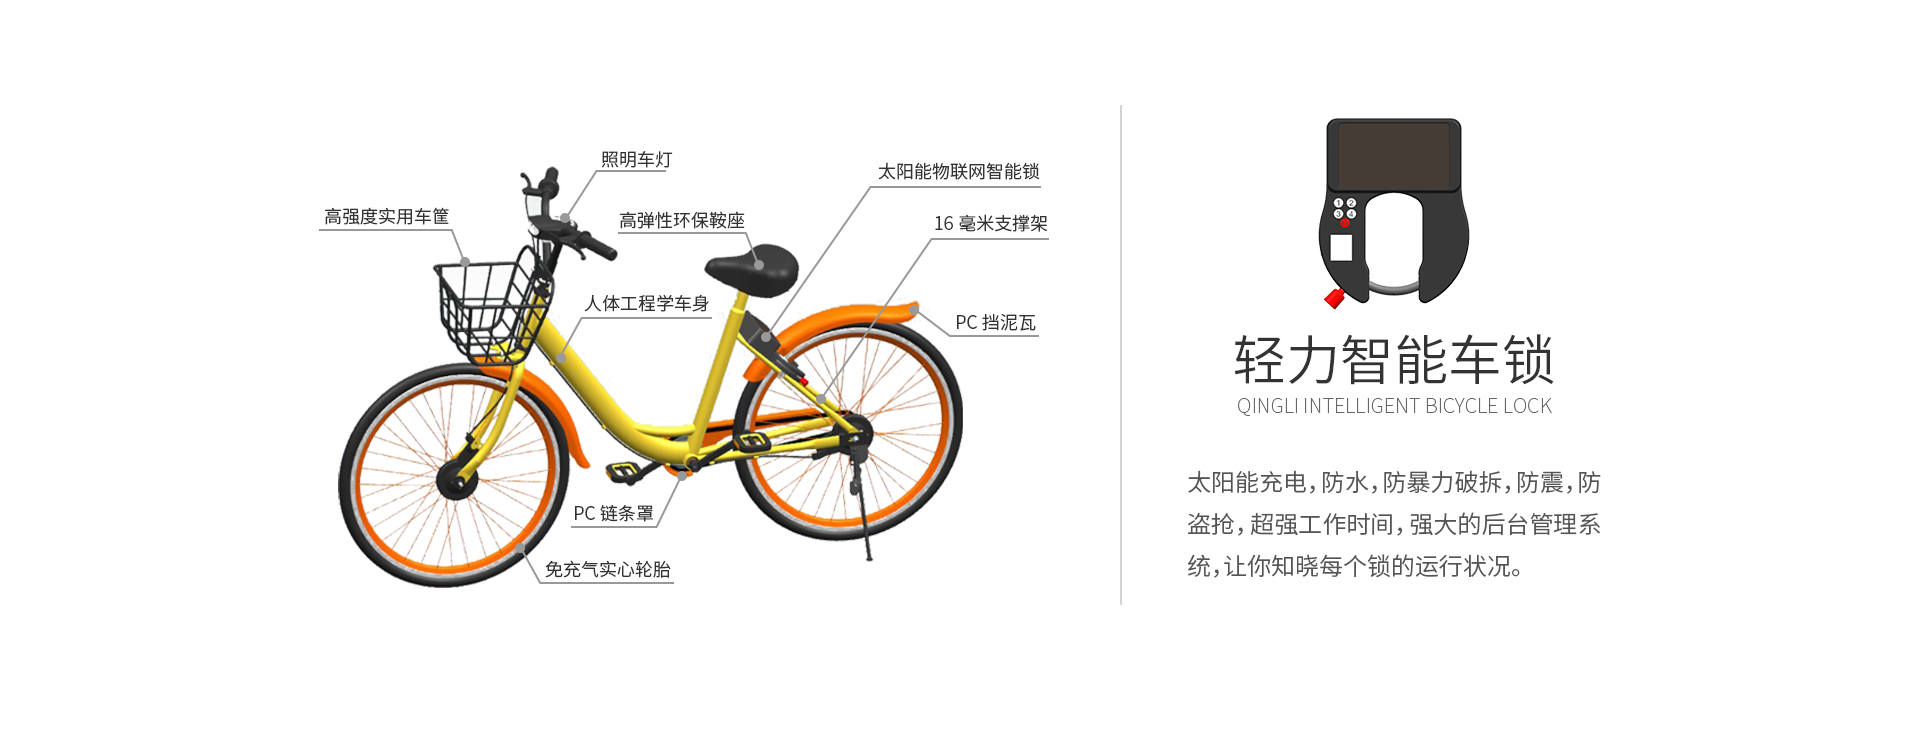 照明车灯
高强度实用车筐
高弹性环保鞍座
太阳能物联网智能锁
16 毫米支撑架
人体工程学车身
PC 挡泥瓦
PC 链条罩
免充气实心轮胎
1 2
3 4
轻力智能车锁
QINGLI INTELLIGENT BICYCLE LOCK
太阳能充电，防水，防暴力破拆，防震，防
盗抢，超强工作时间，强大的后台管理系
统，让你知晓每个锁的运行状况。